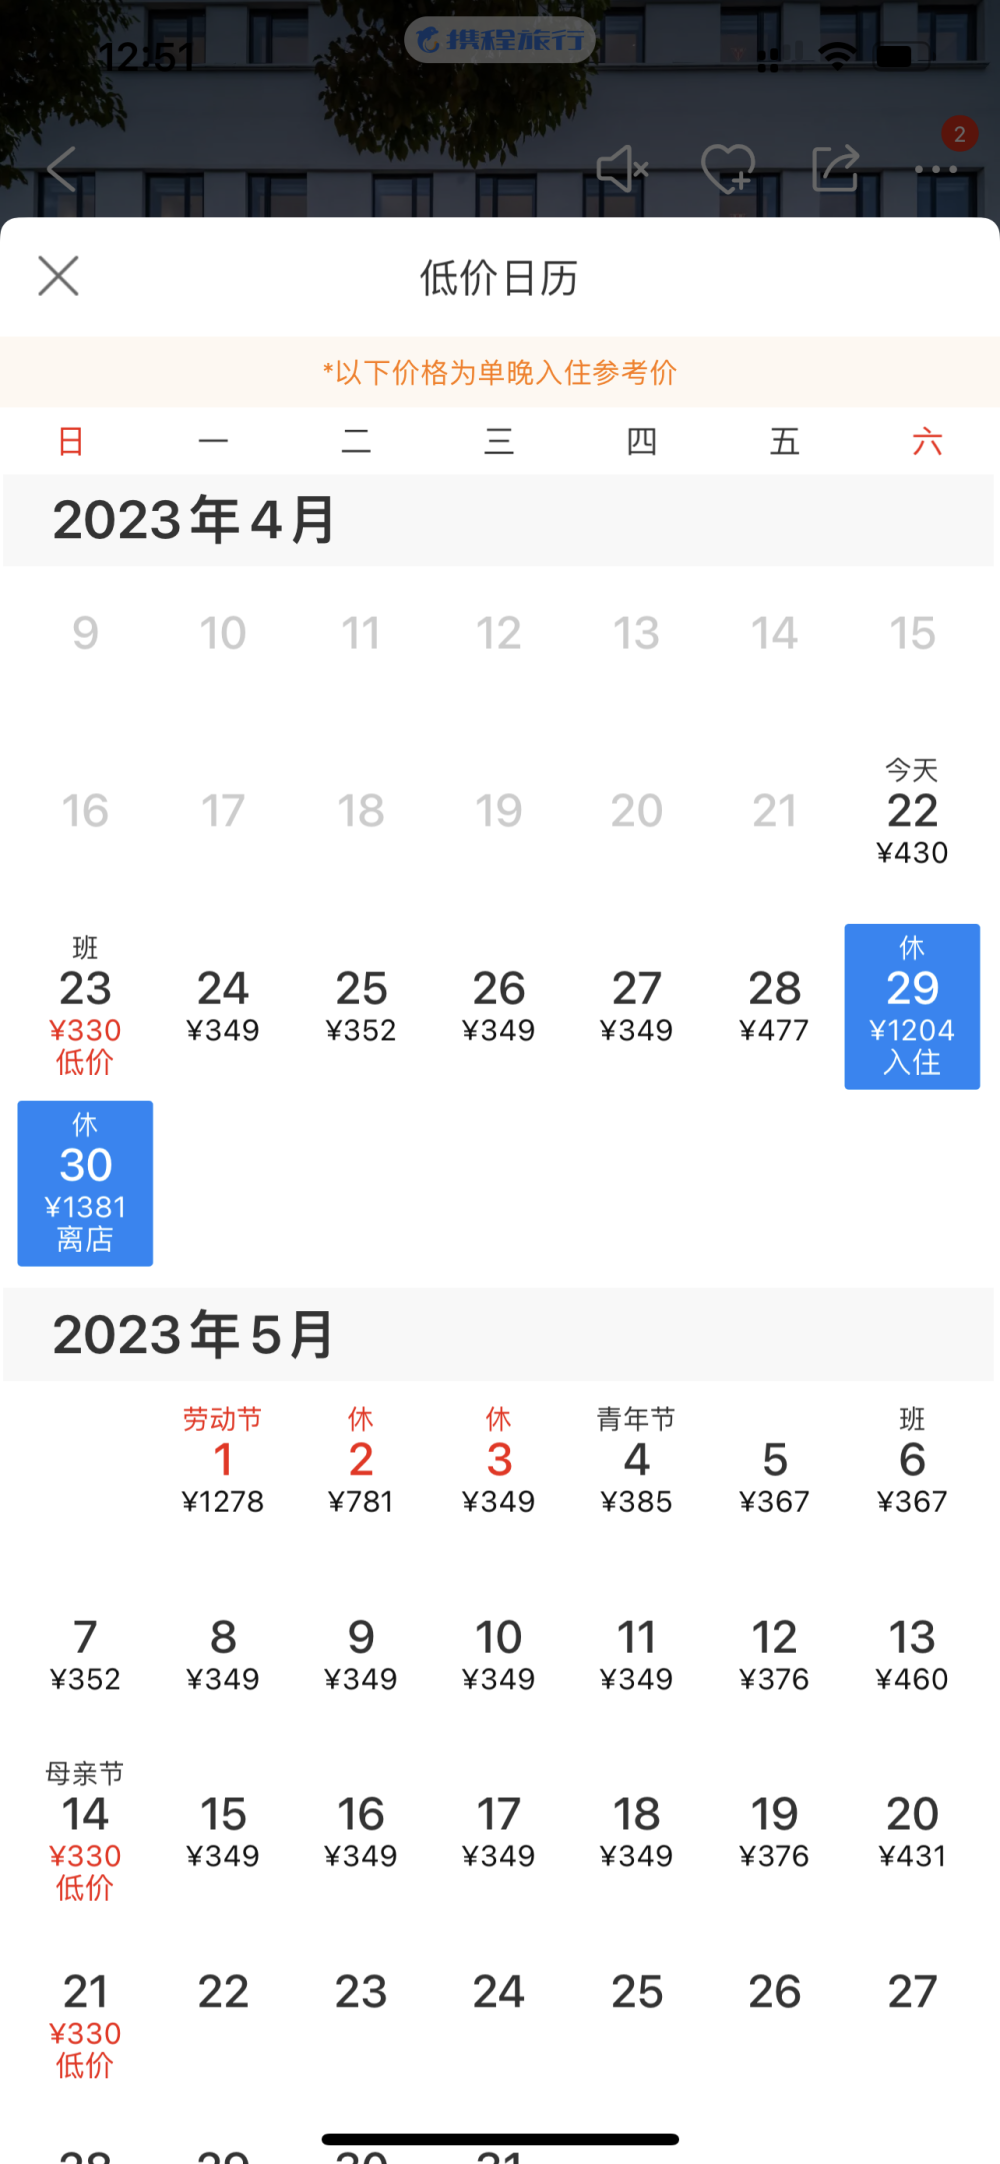 12:51
携程旅行
2
低价日历
*以下价格为单晚入住参考价
日 一 二 三 四 五 六
2023年4月
9 10 11 12 13 14 15
今天
16 17 18 19 20 21 22
¥430
班 休
23 24 25 26 27 28 29
¥330 ¥349 ¥352 ¥349 ¥349 ¥477 ¥1204
低价 入住
休
30
¥1381
离店
2023年5月
劳动节 休 休 青年节 班
1 2 3 4 5 6
¥1278 ¥781 ¥349 ¥385 ¥367 ¥367
7 8 9 10 11 12 13
¥352 ¥349 ¥349 ¥349 ¥349 ¥376 ¥460
母亲节
14 15 16 17 18 19 20
¥330 ¥349 ¥349 ¥349 ¥349 ¥376 ¥431
低价
21 22 23 24 25 26 27
¥330
低价
28 29 30 31